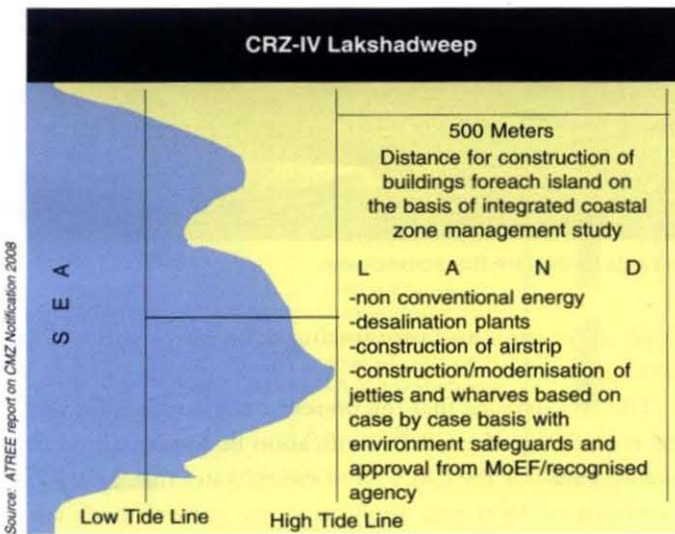 CRZ-IV Lakshadweep
500 Meters
Distance for construction of
buildings foreach island on
the basis of integrated coastal
zone management study
L A N D
-non conventional energy
-desalination plants
-construction of airstrip
-construction/modernisation of
jetties and wharves based on
case by case basis with
environment safeguards and
approval from MoEF/recognised
agency
SEA
Low Tide Line
High Tide Line
Source: ATREE report on CMZ Notification 2008